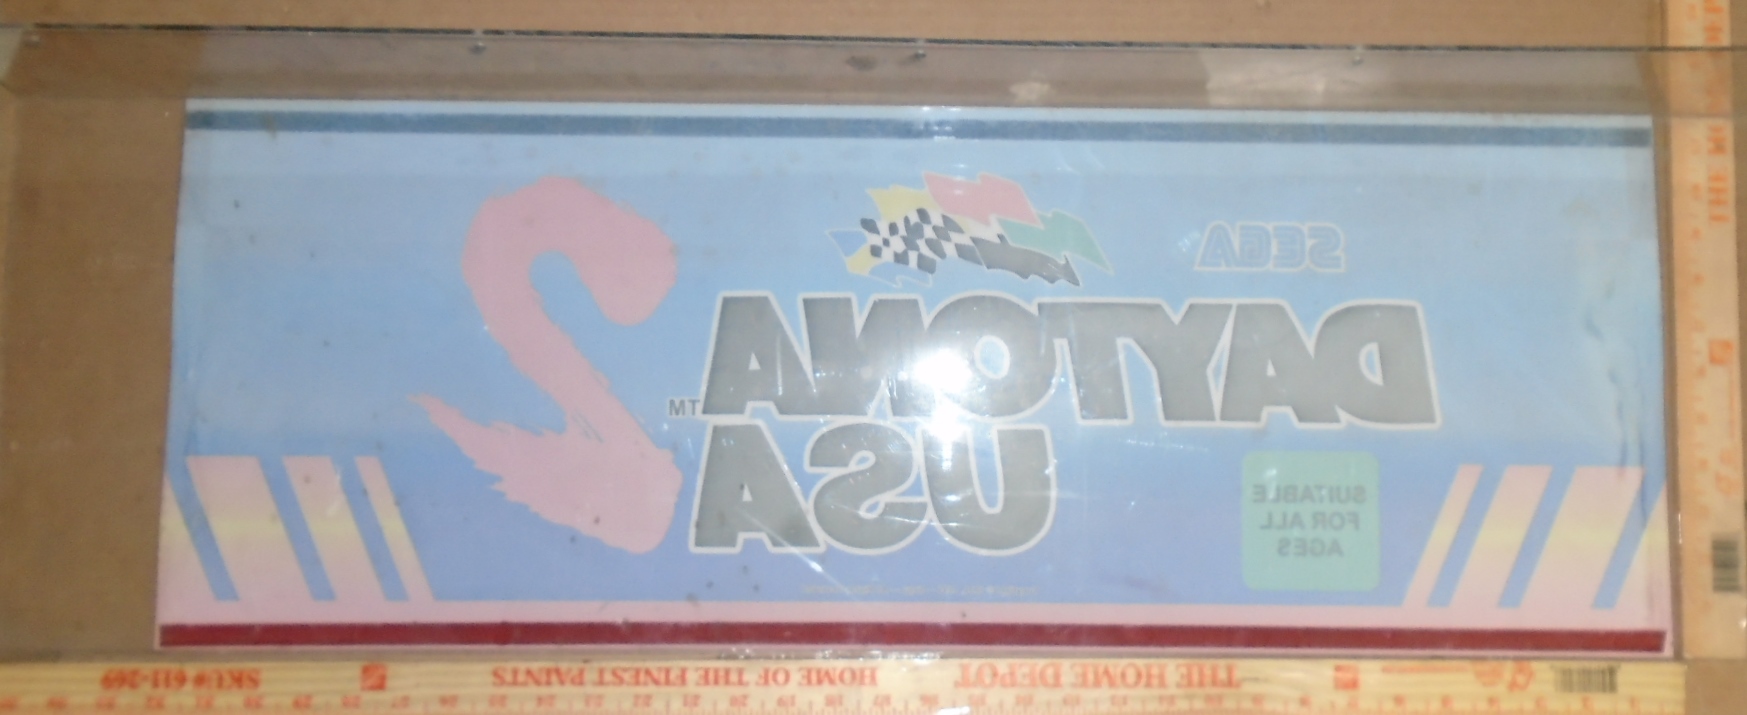 SEGA
DAYTONA
USA
2
TM
SUITABLE
FOR ALL
AGES
THE HOME DEPOT
HOME OF THE FINEST PAINTS
SKU# 611-269